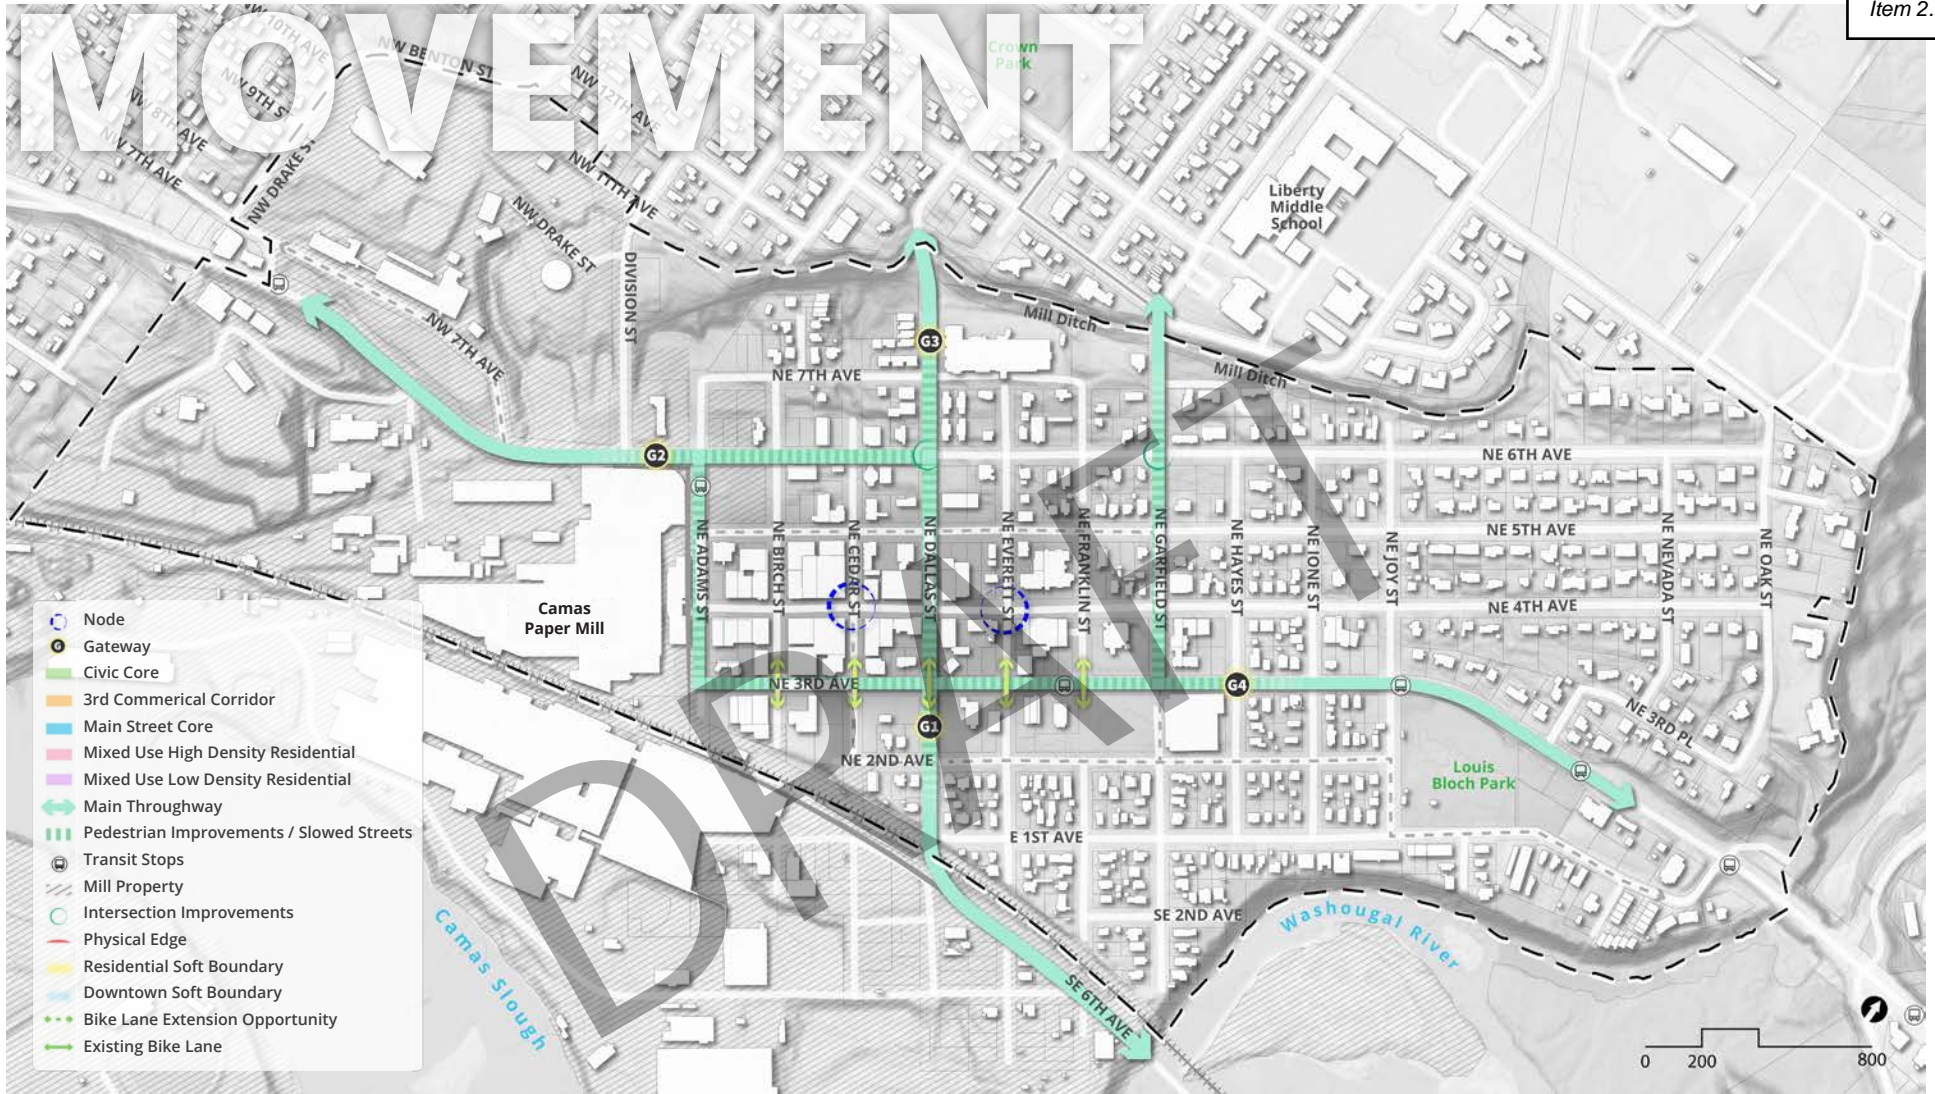 MOVEMENT
Item 2.
NW 10TH AVE
NW BENTON ST
Crown
Park
NW 9TH ST
NW 12TH AVE
NW 8TH AVE
NW 7TH AVE
NW DRAKE ST
NW 11TH AVE
NW DRAKE ST
Liberty
Middle
School
DIVISION ST
Mill Ditch
NW 7TH AVE
G3
NE 7TH AVE
Mill Ditch
G2
NE 6TH AVE
NE ADAMS ST
NE BIRCH ST
NE CEDAR ST
NE DALLAS ST
NE EVERETT ST
NE FRANKLIN ST
NE GARFIELD ST
NE HAYES ST
NE IONE ST
NE JOY ST
NE 5TH AVE
NE NEVADA ST
NE OAK ST
NE 4TH AVE
Camas
Paper Mill
NE 3RD AVE
G4
G1
NE 3RD PL
NE 2ND AVE
Louis
Bloch Park
E 1ST AVE
SE 2ND AVE
Washougal River
Camas Slough
SE 6TH AVE
DRAFT
Node
G Gateway
Civic Core
3rd Commerical Corridor
Main Street Core
Mixed Use High Density Residential
Mixed Use Low Density Residential
Main Throughway
Pedestrian Improvements / Slowed Streets
Transit Stops
Mill Property
Intersection Improvements
Physical Edge
Residential Soft Boundary
Downtown Soft Boundary
Bike Lane Extension Opportunity
Existing Bike Lane
0 200 800